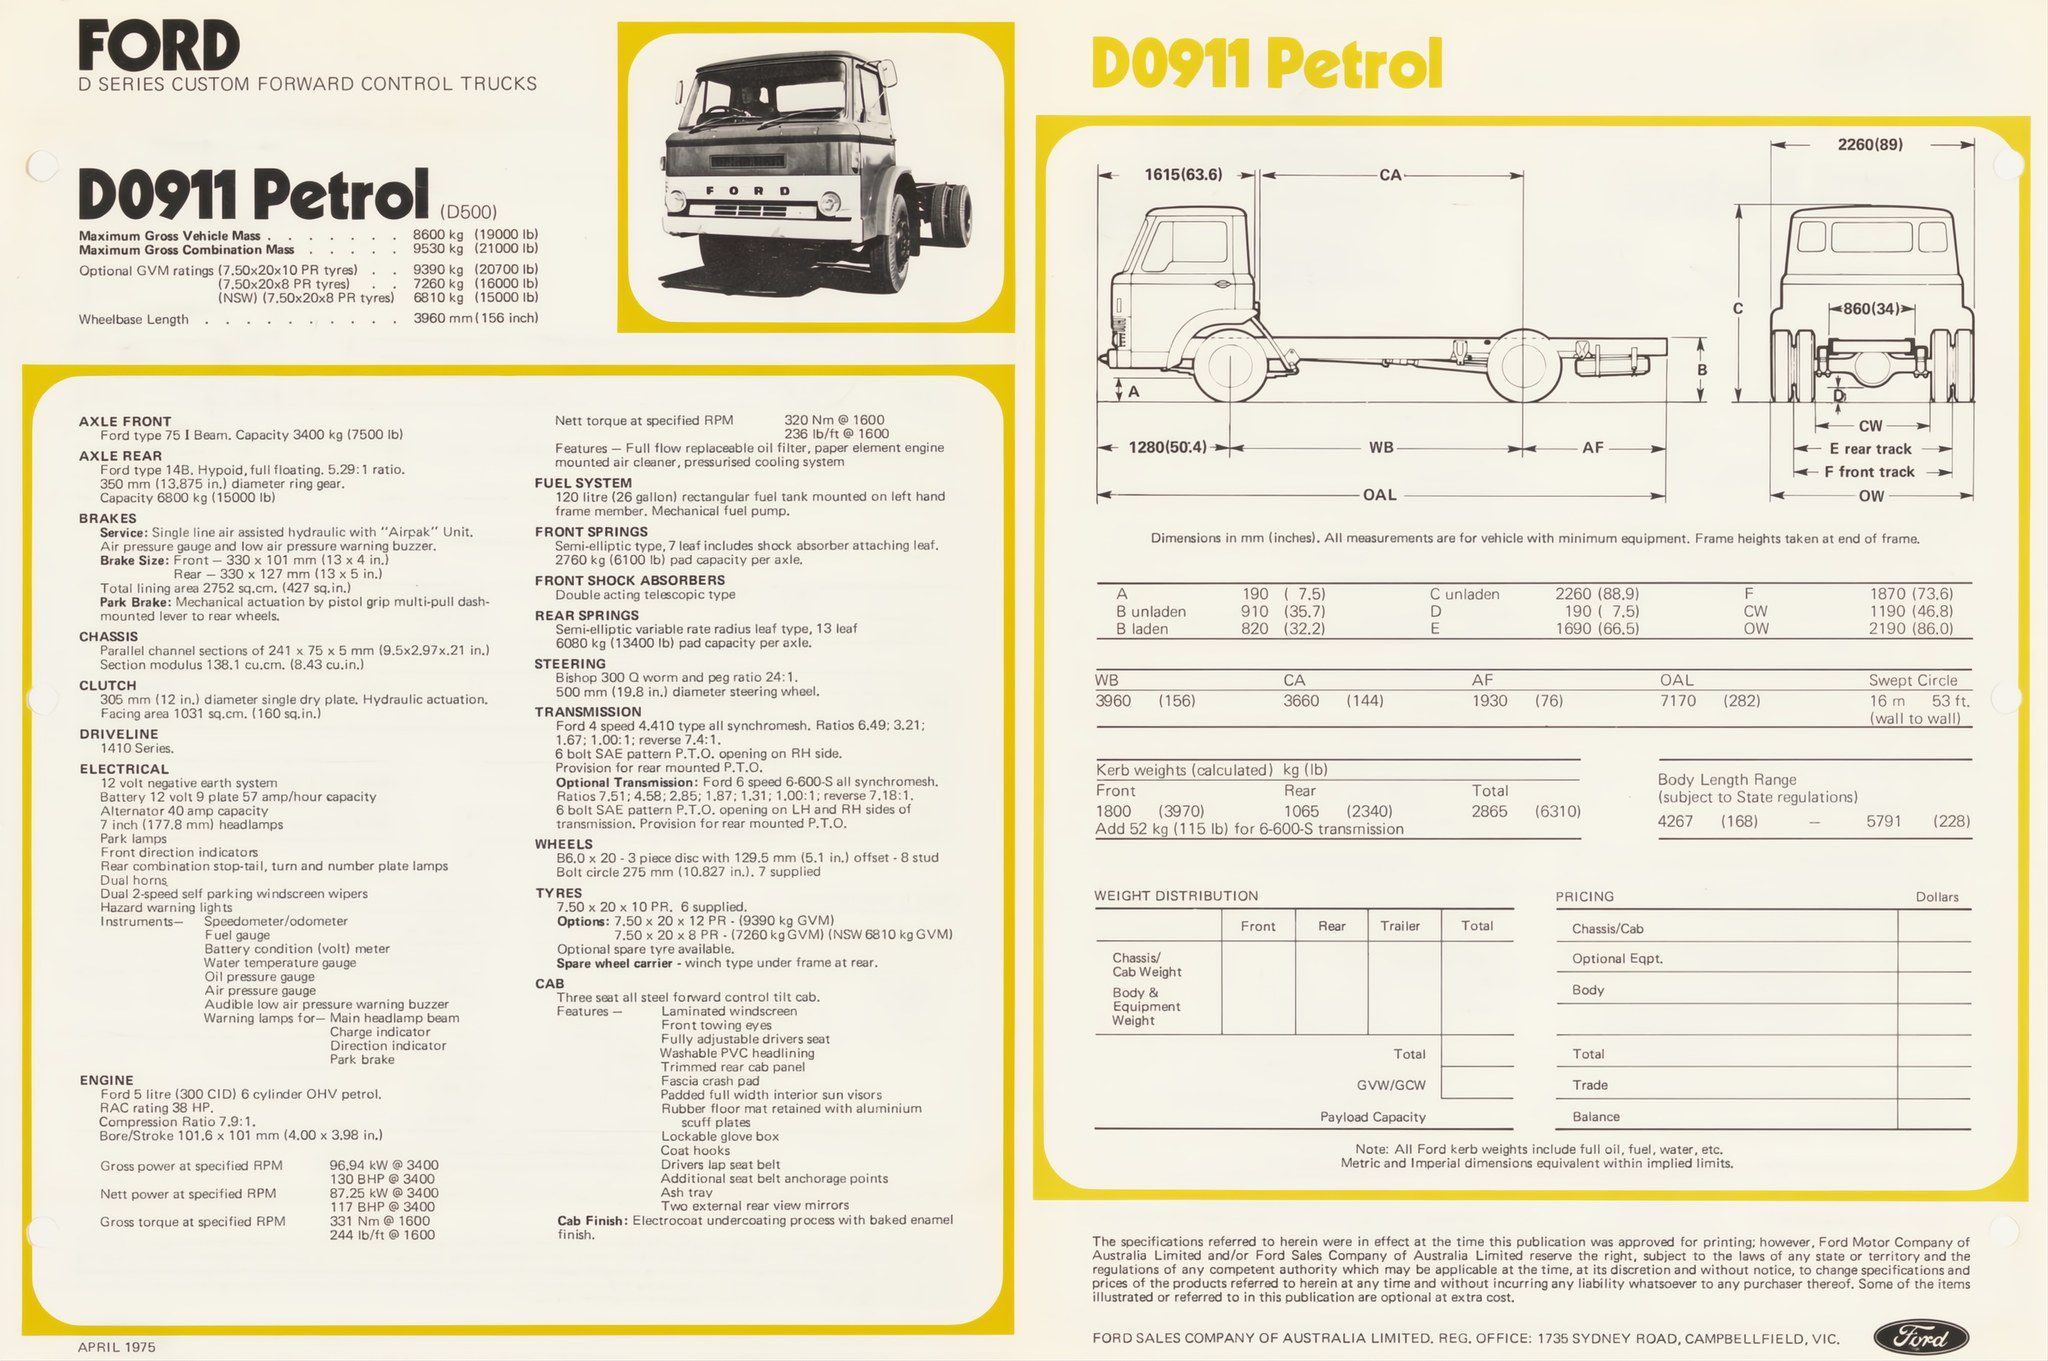 FORD
D SERIES CUSTOM FORWARD CONTROL TRUCKS
D0911 Petrol (D500)
Maximum Gross Vehicle Mass . . . . . . . 8600 kg (19000 lb)
Maximum Gross Combination Mass . . . . . 9530 kg (21000 lb)
Optional GVM ratings (7.50x20x10 PR tyres) . . 9390 kg (20700 lb)
(7.50x20x8 PR tyres) . . 7260 kg (16000 lb)
(NSW) (7.50x20x8 PR tyres) 6810 kg (15000 lb)
Wheelbase Length . . . . . . . . . . 3960 mm (156 inch)
FORD
AXLE FRONT
Ford type 75 I Beam. Capacity 3400 kg (7500 lb)
AXLE REAR
Ford type 14B. Hypoid, full floating. 5.29:1 ratio.
350 mm (13.875 in.) diameter ring gear.
Capacity 6800 kg (15000 lb)
BRAKES
Service: Single line air assisted hydraulic with "Airpak" Unit.
Air pressure gauge and low air pressure warning buzzer.
Brake Size: Front — 330 x 101 mm (13 x 4 in.)
Rear — 330 x 127 mm (13 x 5 in.)
Total lining area 2752 sq.cm. (427 sq.in.)
Park Brake: Mechanical actuation by pistol grip multi-pull dash-
mounted lever to rear wheels.
CHASSIS
Parallel channel sections of 241 x 75 x 5 mm (9.5x2.97x.21 in.)
Section modulus 138.1 cu.cm. (8.43 cu.in.)
CLUTCH
305 mm (12 in.) diameter single dry plate. Hydraulic actuation.
Facing area 1031 sq.cm. (160 sq.in.)
DRIVELINE
1410 Series.
ELECTRICAL
12 volt negative earth system
Battery 12 volt 9 plate 57 amp/hour capacity
Alternator 40 amp capacity
7 inch (177.8 mm) headlamps
Park lamps
Front direction indicators
Rear combination stop-tail, turn and number plate lamps
Dual horns
Dual 2-speed self parking windscreen wipers
Hazard warning lights
Instruments— Speedometer/odometer
Fuel gauge
Battery condition (volt) meter
Water temperature gauge
Oil pressure gauge
Air pressure gauge
Audible low air pressure warning buzzer
Warning lamps for— Main headlamp beam
Charge indicator
Direction indicator
Park brake
ENGINE
Ford 5 litre (300 CID) 6 cylinder OHV petrol.
RAC rating 38 HP.
Compression Ratio 7.9:1.
Bore/Stroke 101.6 x 101 mm (4.00 x 3.98 in.)
Gross power at specified RPM 96.94 kW @ 3400
130 BHP @ 3400
Nett power at specified RPM 87.25 kW @ 3400
117 BHP @ 3400
Gross torque at specified RPM 331 Nm @ 1600
244 lb/ft @ 1600
Nett torque at specified RPM 320 Nm @ 1600
236 lb/ft @ 1600
Features — Full flow replaceable oil filter, paper element engine
mounted air cleaner, pressurised cooling system
FUEL SYSTEM
120 litre (26 gallon) rectangular fuel tank mounted on left hand
frame member. Mechanical fuel pump.
FRONT SPRINGS
Semi-elliptic type, 7 leaf includes shock absorber attaching leaf.
2760 kg (6100 lb) pad capacity per axle.
FRONT SHOCK ABSORBERS
Double acting telescopic type
REAR SPRINGS
Semi-elliptic variable rate radius leaf type, 13 leaf
6080 kg (13400 lb) pad capacity per axle.
STEERING
Bishop 300 Q worm and peg ratio 24:1.
500 mm (19.8 in.) diameter steering wheel.
TRANSMISSION
Ford 4 speed 4.410 type all synchromesh. Ratios 6.49; 3.21;
1.67; 1.00:1; reverse 7.4:1.
6 bolt SAE pattern P.T.O. opening on RH side.
Provision for rear mounted P.T.O.
Optional Transmission: Ford 6 speed 6-600-S all synchromesh.
Ratios 7.51; 4.58; 2.85; 1.87; 1.31; 1.00:1; reverse 7.18:1.
6 bolt SAE pattern P.T.O. opening on LH and RH sides of
transmission. Provision for rear mounted P.T.O.
WHEELS
B6.0 x 20 - 3 piece disc with 129.5 mm (5.1 in.) offset - 8 stud
Bolt circle 275 mm (10.827 in.). 7 supplied
TYRES
7.50 x 20 x 10 PR. 6 supplied.
Options: 7.50 x 20 x 12 PR - (9390 kg GVM)
7.50 x 20 x 8 PR - (7260 kg GVM) (NSW 6810 kg GVM)
Optional spare tyre available.
Spare wheel carrier - winch type under frame at rear.
CAB
Three seat all steel forward control tilt cab.
Features — Laminated windscreen
Front towing eyes
Fully adjustable drivers seat
Washable PVC headlining
Trimmed rear cab panel
Fascia crash pad
Padded full width interior sun visors
Rubber floor mat retained with aluminium
scuff plates
Lockable glove box
Coat hooks
Drivers lap seat belt
Additional seat belt anchorage points
Ash tray
Two external rear view mirrors
Cab Finish: Electrocoat undercoating process with baked enamel
finish.
APRIL 1975
D0911 Petrol
1615(63.6) CA 2260(89)
C 860(34)
B
A D
CW
1280(50.4) WB AF E rear track
F front track
OAL OW
Dimensions in mm (inches). All measurements are for vehicle with minimum equipment. Frame heights taken at end of frame.
A 190 ( 7.5) C unladen 2260 (88.9) F 1870 (73.6)
B unladen 910 (35.7) D 190 ( 7.5) CW 1190 (46.8)
B laden 820 (32.2) E 1690 (66.5) OW 2190 (86.0)
WB CA AF OAL Swept Circle
3960 (156) 3660 (144) 1930 (76) 7170 (282) 16 m 53 ft.
(wall to wall)
Kerb weights (calculated) kg (lb)
Front Rear Total
1800 (3970) 1065 (2340) 2865 (6310)
Add 52 kg (115 lb) for 6-600-S transmission
Body Length Range
(subject to State regulations)
4267 (168) — 5791 (228)
WEIGHT DISTRIBUTION
Front Rear Trailer Total
Chassis/
Cab Weight
Body &
Equipment
Weight
Total
GVW/GCW
Payload Capacity
PRICING Dollars
Chassis/Cab
Optional Eqpt.
Body
Total
Trade
Balance
Note: All Ford kerb weights include full oil, fuel, water, etc.
Metric and Imperial dimensions equivalent within implied limits.
The specifications referred to herein were in effect at the time this publication was approved for printing; however, Ford Motor Company of
Australia Limited and/or Ford Sales Company of Australia Limited reserve the right, subject to the laws of any state or territory and the
regulations of any competent authority which may be applicable at the time, at its discretion and without notice, to change specifications and
prices of the products referred to herein at any time and without incurring any liability whatsoever to any purchaser thereof. Some of the items
illustrated or referred to in this publication are optional at extra cost.
FORD SALES COMPANY OF AUSTRALIA LIMITED. REG. OFFICE: 1735 SYDNEY ROAD, CAMPBELLFIELD, VIC.
Ford